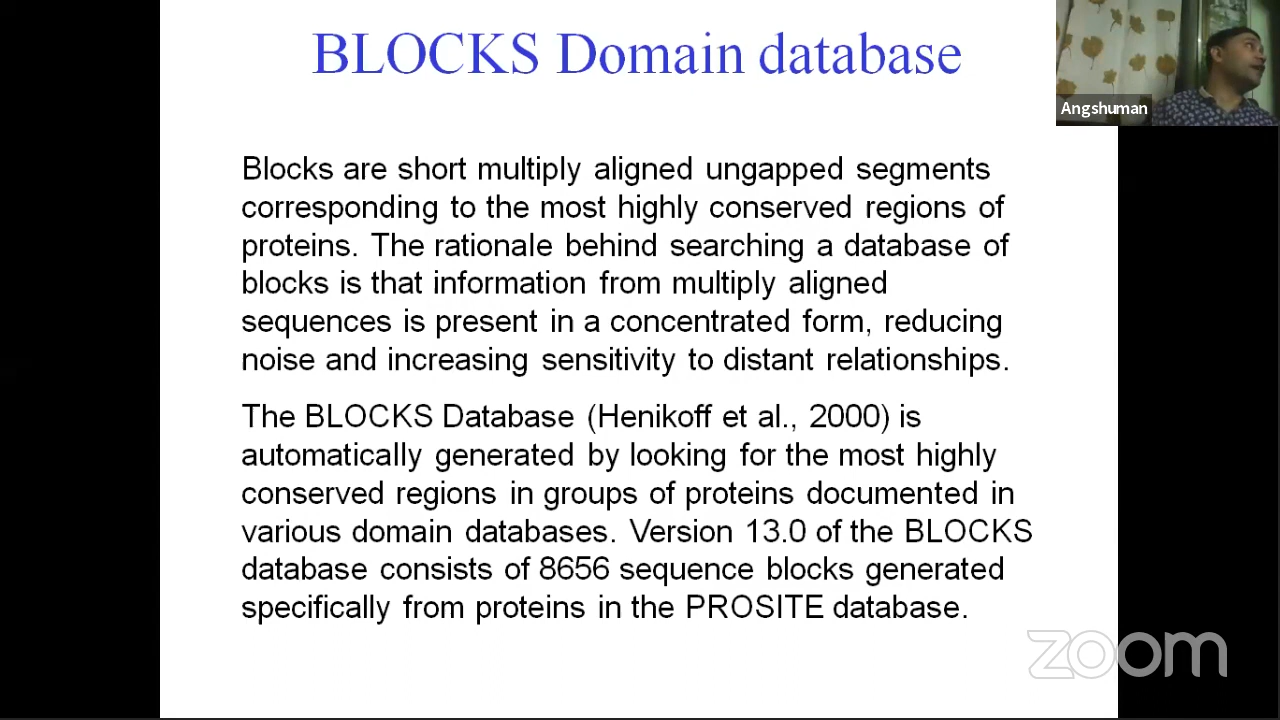 BLOCKS Domain database
Angshuman
Blocks are short multiply aligned ungapped segments
corresponding to the most highly conserved regions of
proteins. The rationale behind searching a database of
blocks is that information from multiply aligned
sequences is present in a concentrated form, reducing
noise and increasing sensitivity to distant relationships.
The BLOCKS Database (Henikoff et al., 2000) is
automatically generated by looking for the most highly
conserved regions in groups of proteins documented in
various domain databases. Version 13.0 of the BLOCKS
database consists of 8656 sequence blocks generated
specifically from proteins in the PROSITE database.
zoom